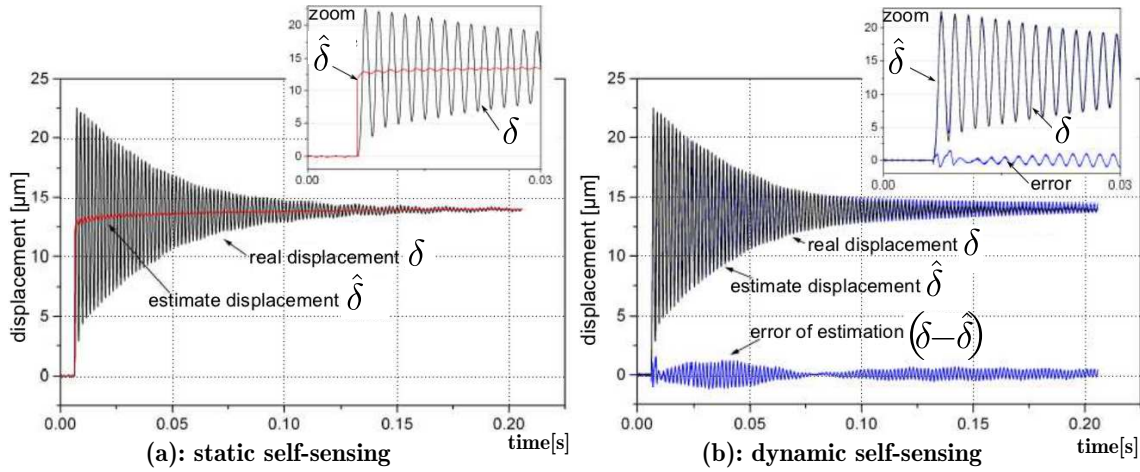 zoom
δ̂
δ
20
15
10
5
0
0.00
0.03
25
20
15
10
5
0
displacement [µm]
real displacement δ
estimate displacement δ̂
0.00
0.05
0.10
0.15
0.20
time[s]
(a): static self-sensing
zoom
δ̂
δ
error
20
15
10
5
0
0.00
0.03
25
20
15
10
5
0
displacement [µm]
real displacement δ
estimate displacement δ̂
error of estimation (δ−δ̂)
0.00
0.05
0.10
0.15
0.20
time[s]
(b): dynamic self-sensing